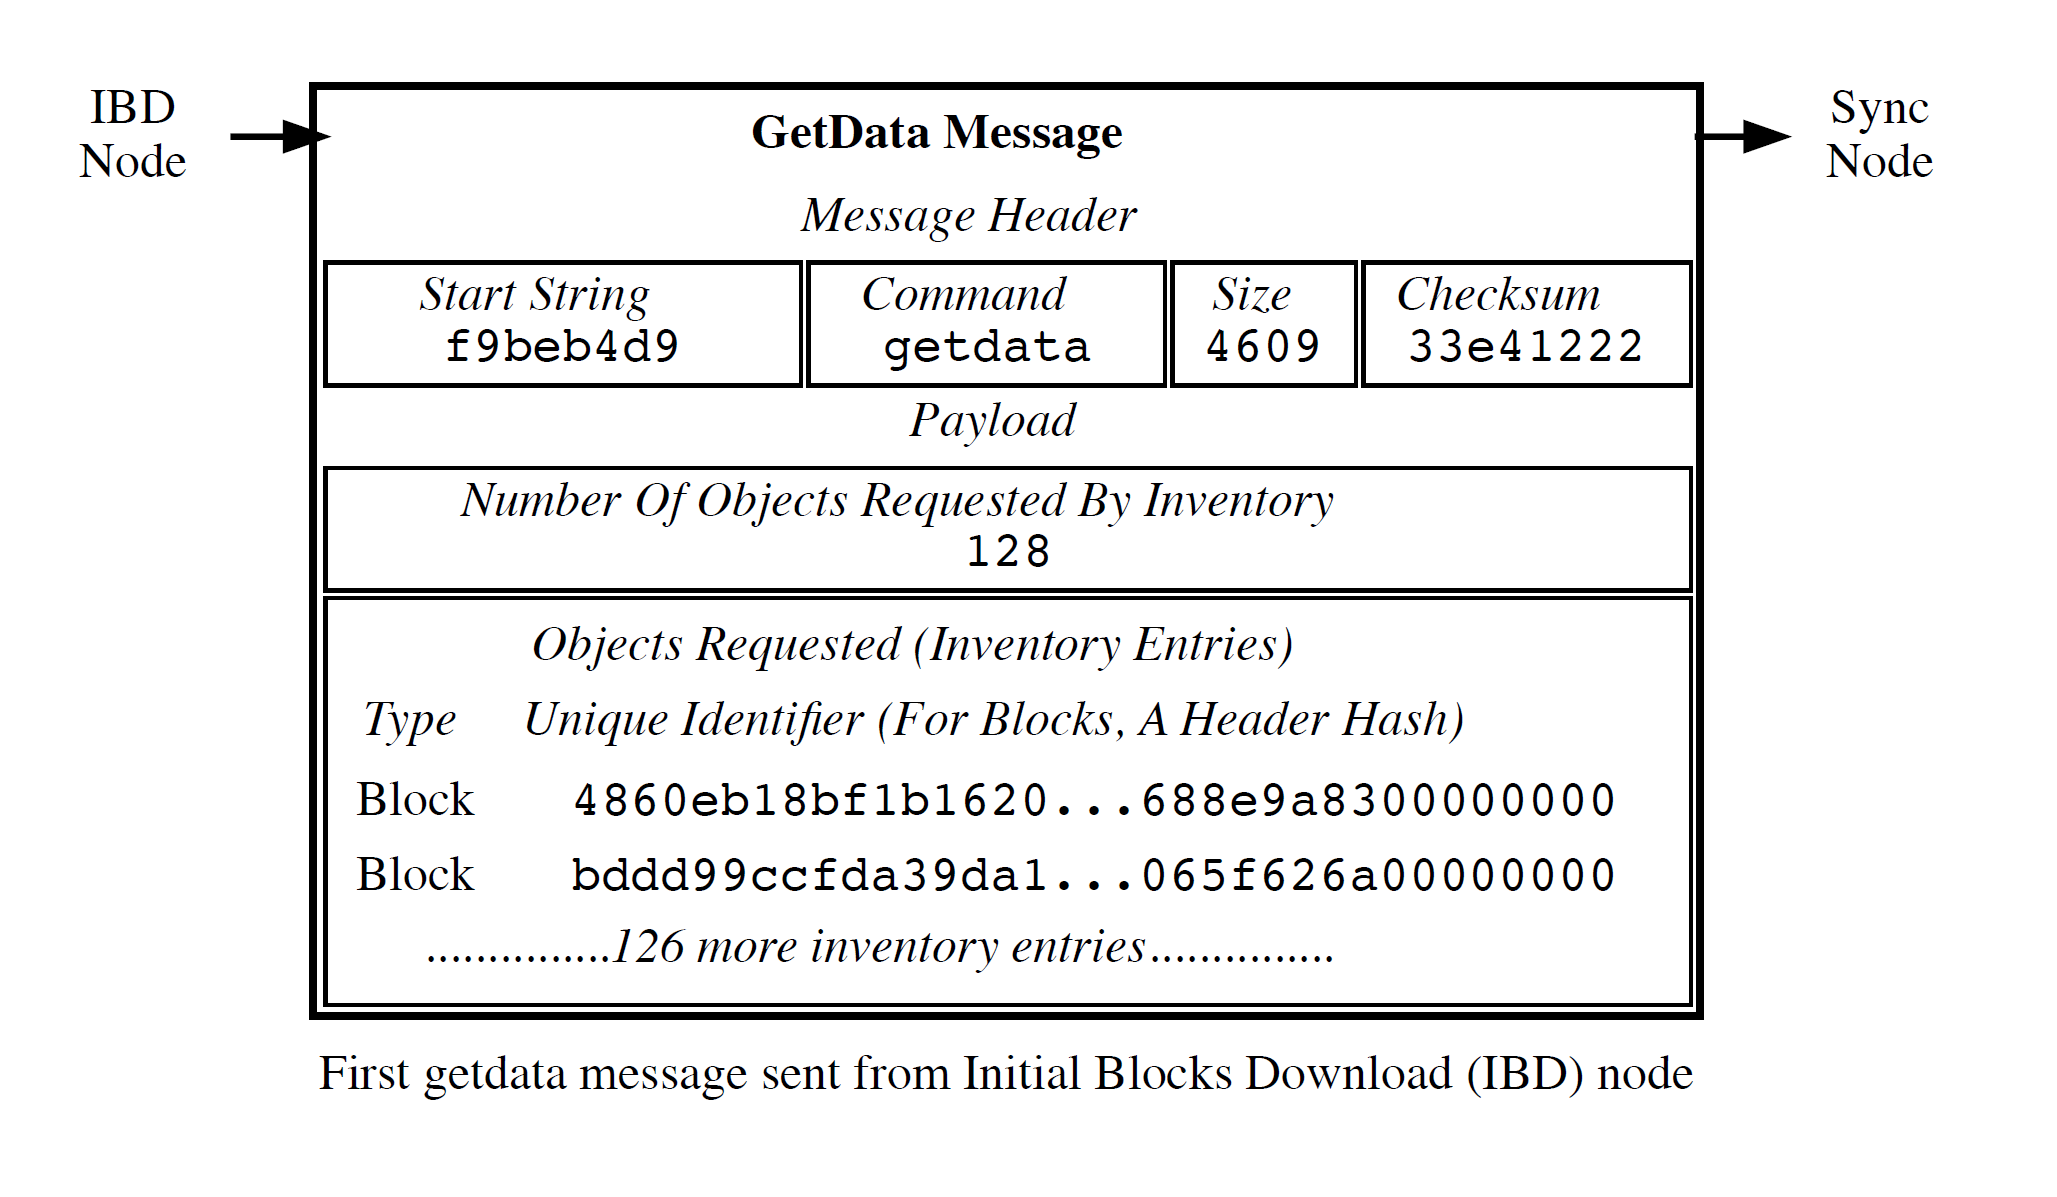 IBD
Node
Sync
Node
GetData Message
Message Header
Start String
f9beb4d9
Command
getdata
Size
4609
Checksum
33e41222
Payload
Number Of Objects Requested By Inventory
128
Objects Requested (Inventory Entries)
Type Unique Identifier (For Blocks, A Header Hash)
Block 4860eb18bf1b1620...688e9a8300000000
Block bddd99ccfda39da1...065f626a00000000
...............126 more inventory entries...............
First getdata message sent from Initial Blocks Download (IBD) node